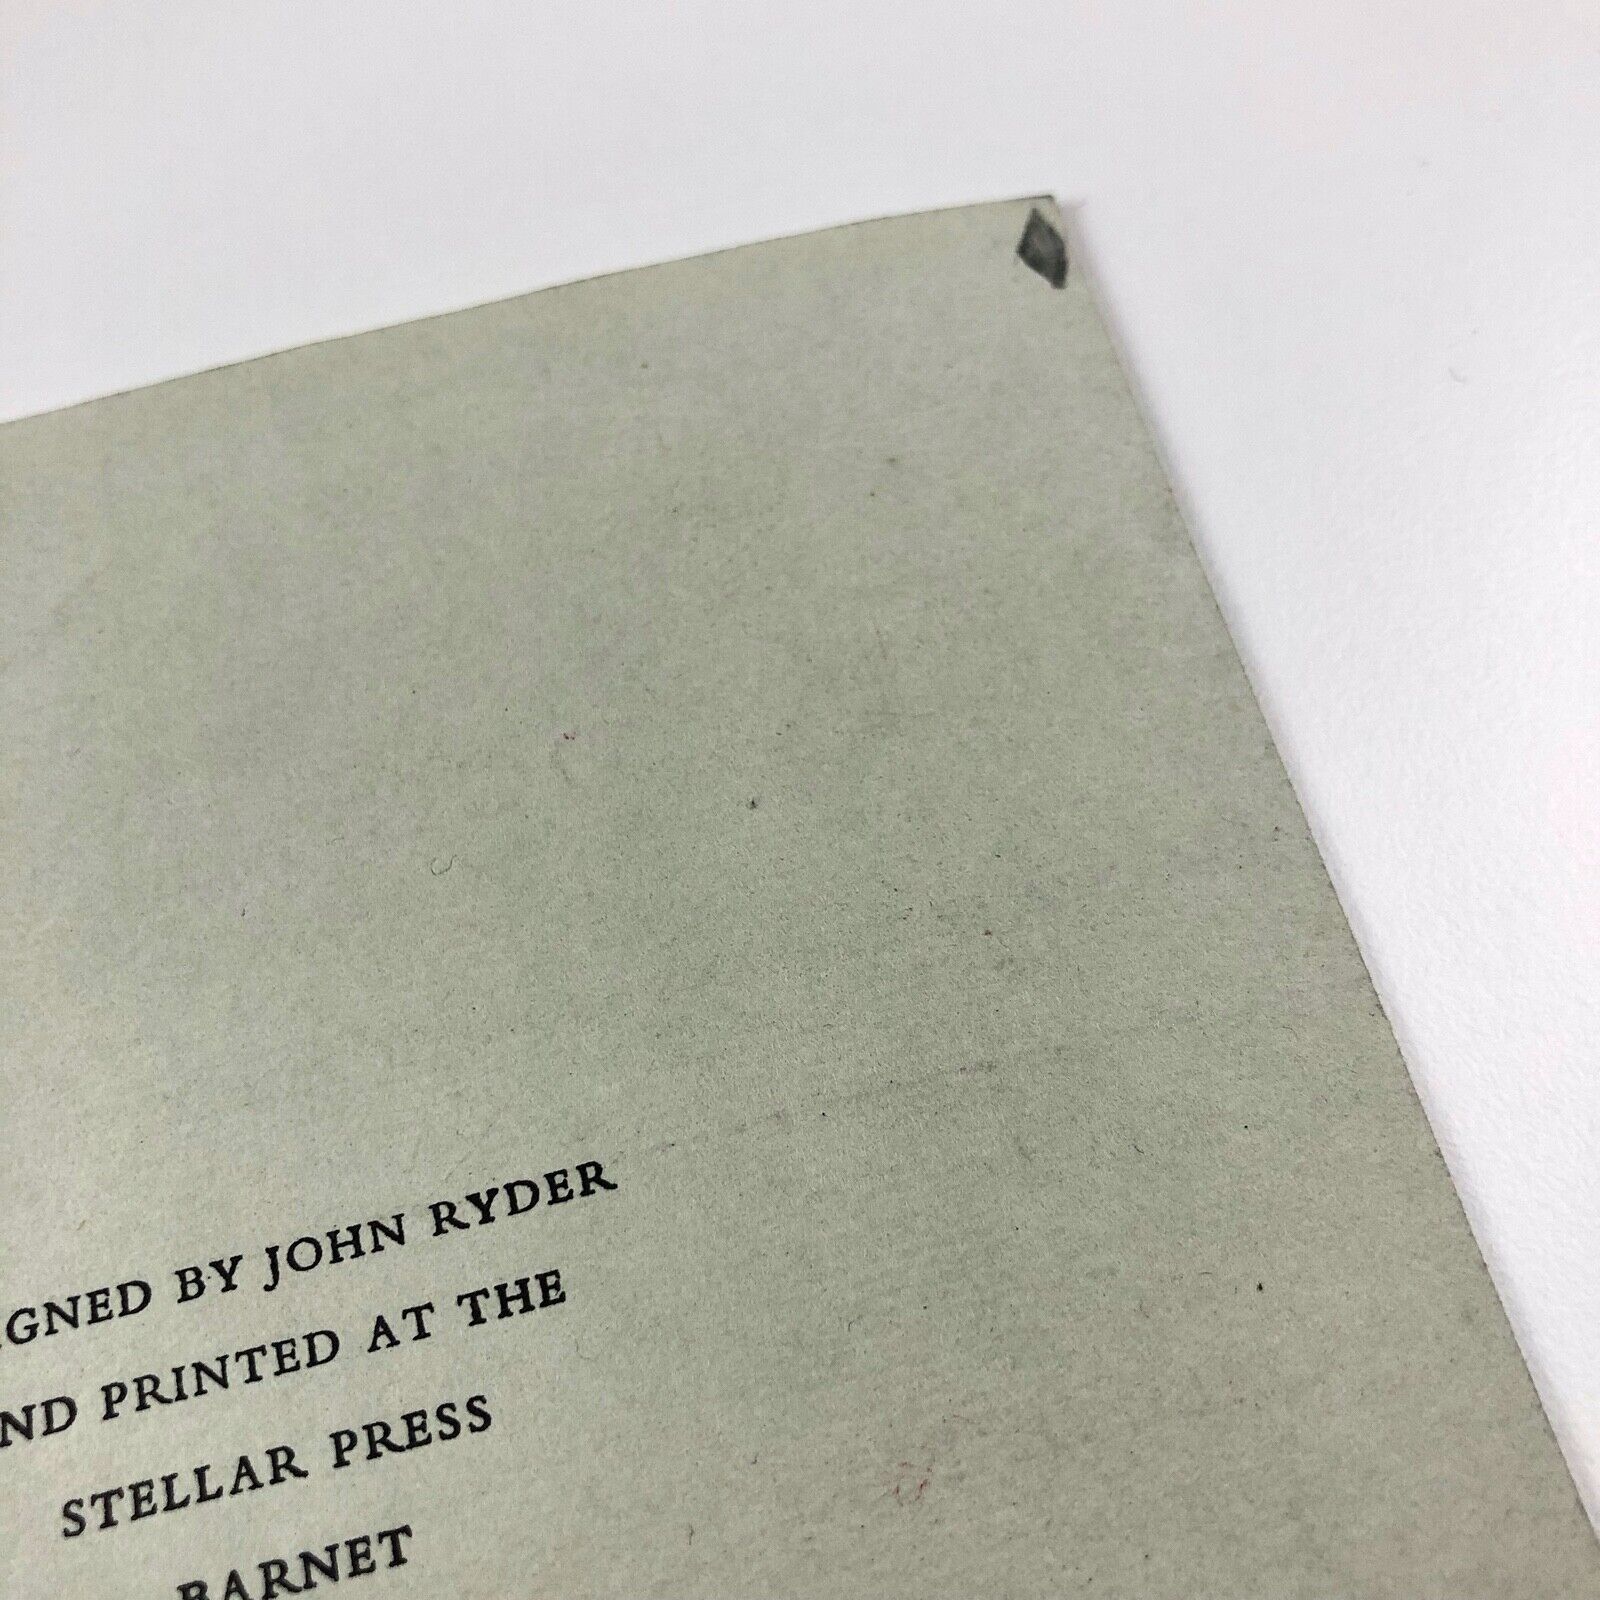 GNED BY JOHN RYDER
ND PRINTED AT THE
STELLAR PRESS
BARNET